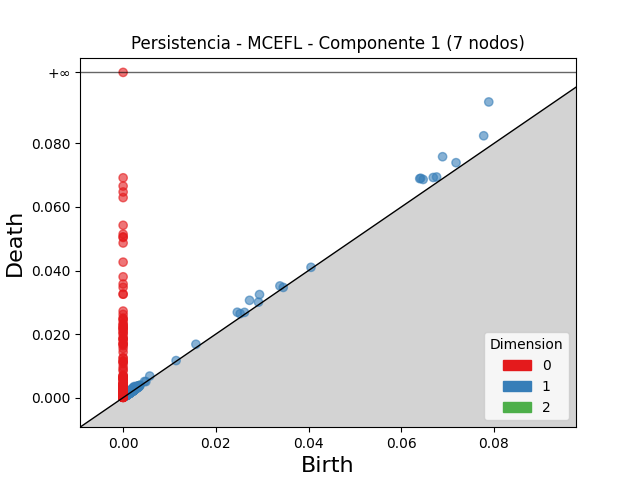 Persistencia - MCEFL - Componente 1 (7 nodos)
+∞
0.080
0.060
0.040
0.020
0.000
Death
Dimension
0
1
2
0.00 0.02 0.04 0.06 0.08
Birth